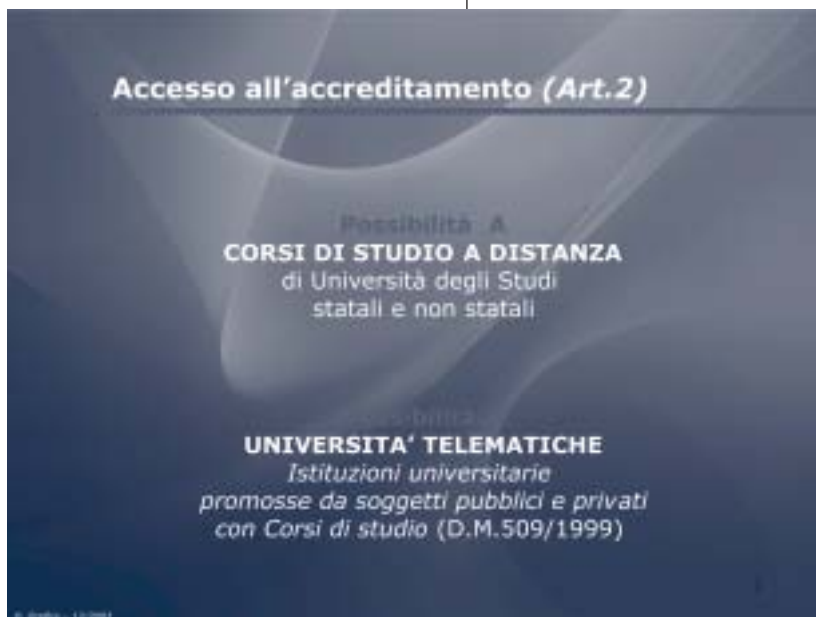 Accesso all'accreditamento (Art.2)
Possibilità A
CORSI DI STUDIO A DISTANZA
di Università degli Studi
statali e non statali
UNIVERSITA' TELEMATICHE
Istituzioni universitarie
promosse da soggetti pubblici e privati
con Corsi di studio (D.M.509/1999)